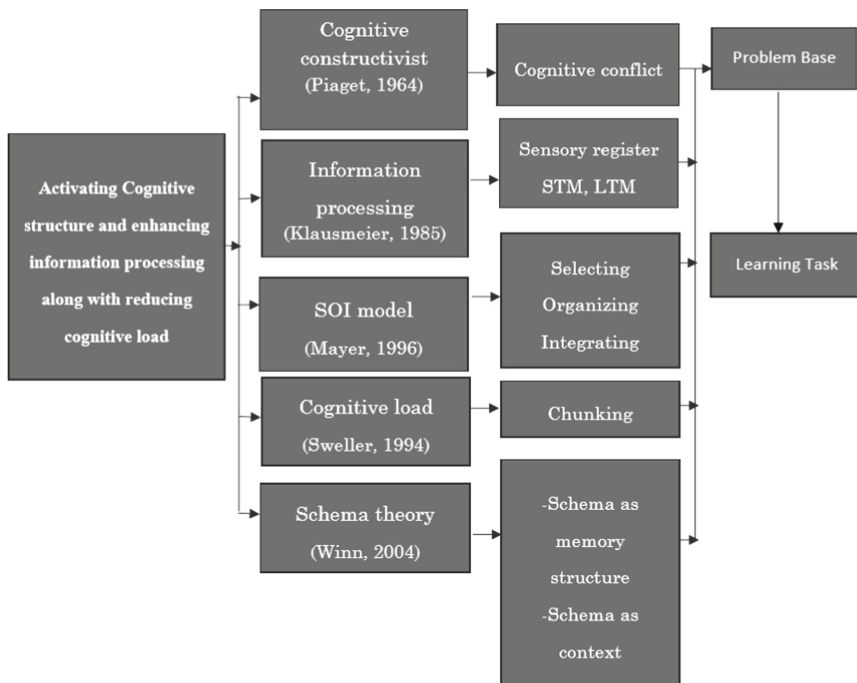 Activating Cognitive
structure and enhancing
information processing
along with reducing
cognitive load
Cognitive
constructivist
(Piaget, 1964)
Information
processing
(Klausmeier, 1985)
SOI model
(Mayer, 1996)
Cognitive load
(Sweller, 1994)
Schema theory
(Winn, 2004)
Cognitive conflict
Sensory register
STM, LTM
Selecting
Organizing
Integrating
Chunking
-Schema as
memory
structure
-Schema as
context
Problem Base
Learning Task